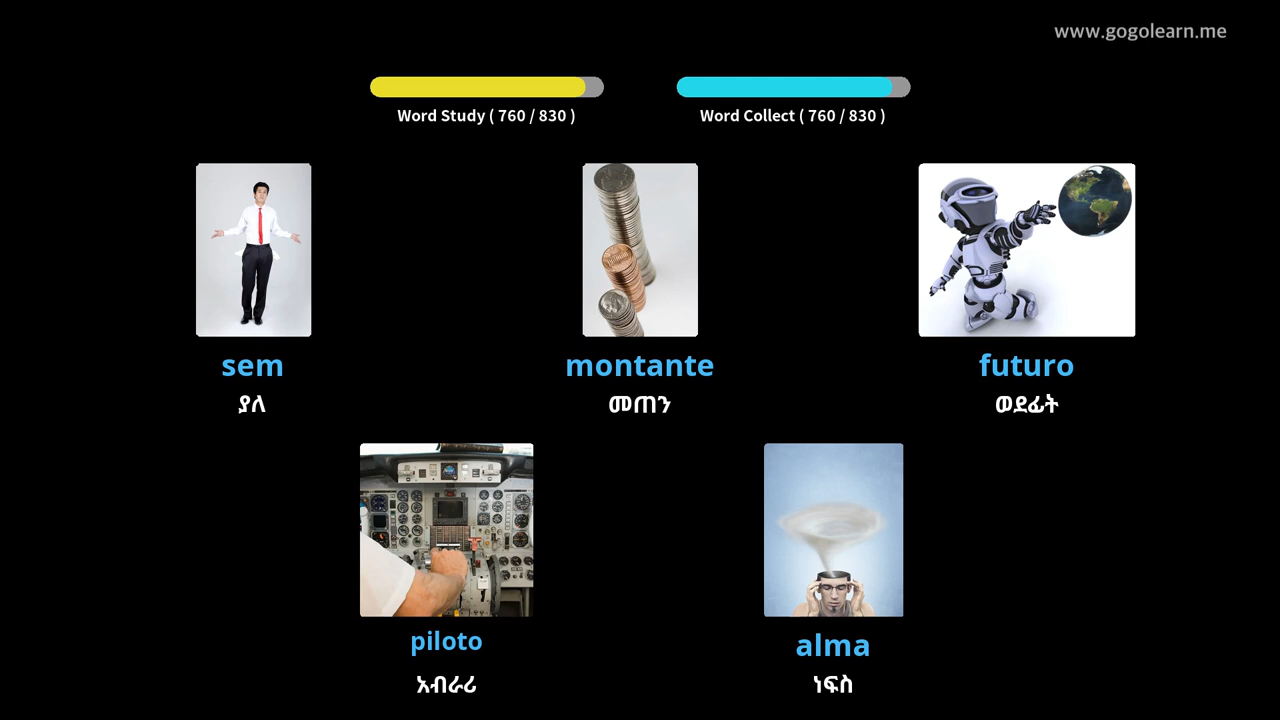 www.gogolearn.me
Word Study ( 760 / 830 )
Word Collect ( 760 / 830 )
sem
ያለ
montante
መጠን
futuro
ወደፊት
piloto
አብራሪ
alma
ነፍስ